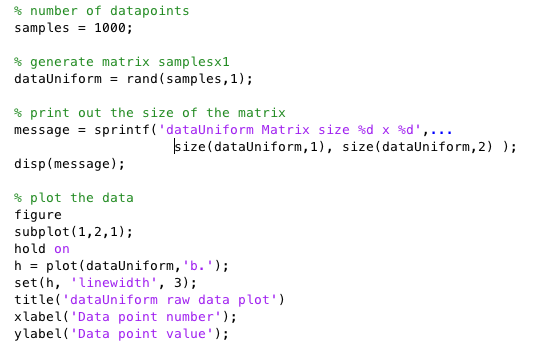 % number of datapoints
samples = 1000;
% generate matrix samplesx1
dataUniform = rand(samples,1);
% print out the size of the matrix
message = sprintf('dataUniform Matrix size %d x %d',...
size(dataUniform,1), size(dataUniform,2) );
disp(message);
% plot the data
figure
subplot(1,2,1);
hold on
h = plot(dataUniform,'b.');
set(h, 'linewidth', 3);
title('dataUniform raw data plot')
xlabel('Data point number');
ylabel('Data point value');